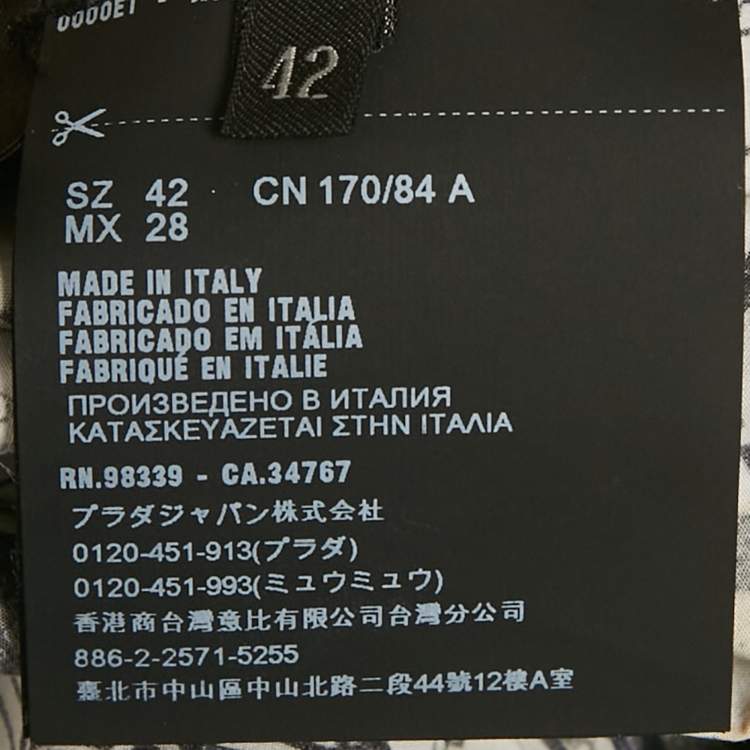 0000E1 -
42
SZ 42 CN 170/84 A
MX 28
MADE IN ITALY
FABRICADO EN ITALIA
FABRICADO EM ITÁLIA
FABRIQUÉ EN ITALIE
ПРОИЗВЕДЕНО В ИТАЛИЯ
ΚΑΤΑΣΚΕΥΑΖΕΤΑΙ ΣΤΗΝ ΙΤΑΛΙΑ
RN.98339 - CA.34767
プラダジャパン株式会社
0120-451-913(プラダ)
0120-451-993(ミュウミュウ)
香港商台灣意比有限公司台灣分公司
886-2-2571-5255
臺北市中山區中山北路二段44號12樓A室